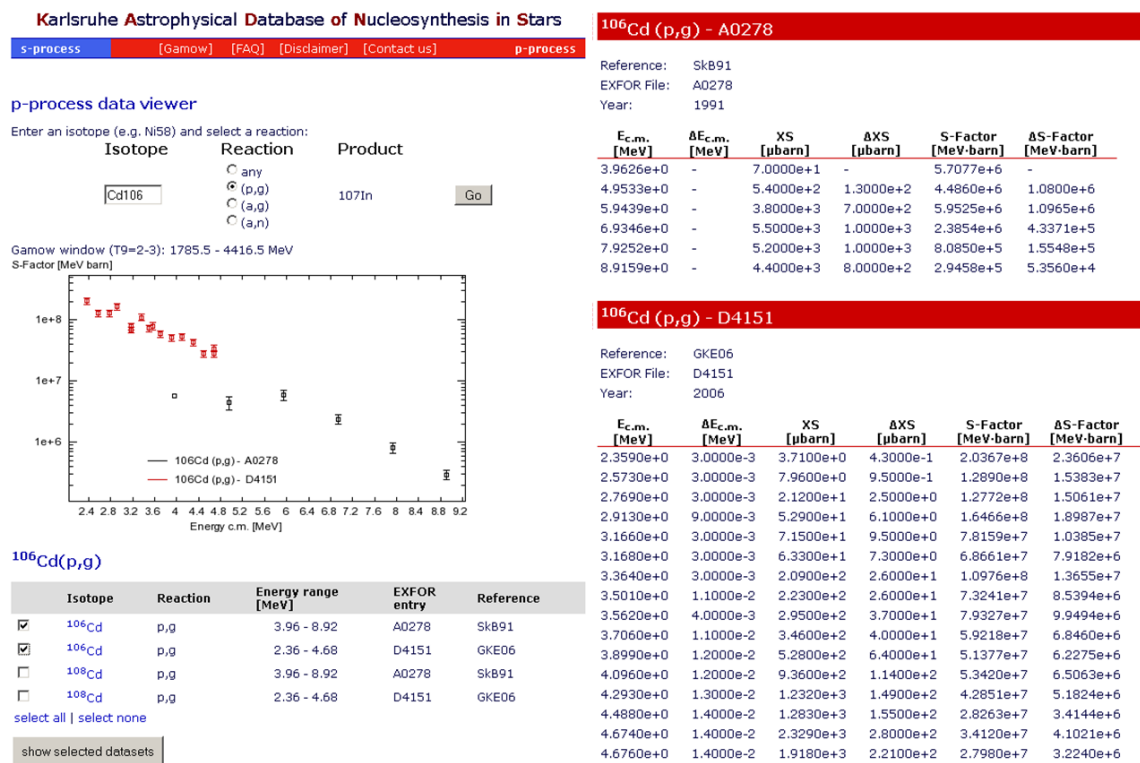 Karlsruhe Astrophysical Database of Nucleosynthesis in Stars
s-process [Gamow] [FAQ] [Disclaimer] [Contact us] p-process
p-process data viewer
Enter an isotope (e.g. Ni58) and select a reaction:
Isotope Reaction Product
any
Cd106 (p,g) 107In Go
(a,g)
(a,n)
Gamow window (T9=2-3): 1785.5 - 4416.5 MeV
S-Factor [MeV barn]
1e+8
1e+7
1e+6
106Cd (p,g) - A0278
106Cd (p,g) - D4151
2.4 2.8 3.2 3.6 4 4.4 4.8 5.2 5.6 6 6.4 6.8 7.2 7.6 8 8.4 8.8 9.2
Energy c.m. [MeV]
106Cd(p,g)
Isotope Reaction Energy range [MeV] EXFOR entry Reference
106Cd p,g 3.96 - 8.92 A0278 SkB91
106Cd p,g 2.36 - 4.68 D4151 GKE06
108Cd p,g 3.96 - 8.92 A0278 SkB91
108Cd p,g 2.36 - 4.68 D4151 GKE06
select all | select none
show selected datasets
106Cd (p,g) - A0278
Reference: SkB91
EXFOR File: A0278
Year: 1991
Ec.m. ΔEc.m. XS ΔXS S-Factor ΔS-Factor
[MeV] [MeV] [µbarn] [µbarn] [MeV·barn] [MeV·barn]
3.9626e+0 - 7.0000e+1 - 5.7077e+6 -
4.9533e+0 - 5.4000e+2 1.3000e+2 4.4860e+6 1.0800e+6
5.9439e+0 - 3.8000e+3 7.0000e+2 5.9525e+6 1.0965e+6
6.9346e+0 - 5.5000e+3 1.0000e+3 2.3854e+6 4.3371e+5
7.9252e+0 - 5.2000e+3 1.0000e+3 8.0850e+5 1.5548e+5
8.9159e+0 - 4.4000e+3 8.0000e+2 2.9458e+5 5.3560e+4
106Cd (p,g) - D4151
Reference: GKE06
EXFOR File: D4151
Year: 2006
Ec.m. ΔEc.m. XS ΔXS S-Factor ΔS-Factor
[MeV] [MeV] [µbarn] [µbarn] [MeV·barn] [MeV·barn]
2.3590e+0 3.0000e-3 3.7100e+0 4.3000e-1 2.0367e+8 2.3606e+7
2.5730e+0 3.0000e-3 7.9600e+0 9.5000e-1 1.2890e+8 1.5383e+7
2.7690e+0 3.0000e-3 2.1200e+1 2.5000e+0 1.2772e+8 1.5061e+7
2.9130e+0 9.0000e-3 5.2900e+1 6.1000e+0 1.6466e+8 1.8987e+7
3.1660e+0 3.0000e-3 7.1500e+1 9.5000e+0 7.8159e+7 1.0385e+7
3.1680e+0 3.0000e-3 6.3300e+1 7.3000e+0 6.8661e+7 7.9182e+6
3.3640e+0 3.0000e-3 2.0900e+2 2.6000e+1 1.0976e+8 1.3655e+7
3.5010e+0 1.1000e-2 2.2300e+2 2.6000e+1 7.3241e+7 8.5394e+6
3.5620e+0 4.0000e-3 2.9500e+2 3.7000e+1 7.9327e+7 9.9494e+6
3.7060e+0 1.1000e-2 3.4600e+2 4.0000e+1 5.9218e+7 6.8460e+6
3.8990e+0 1.2000e-2 5.2800e+2 6.4000e+1 5.1377e+7 6.2275e+6
4.0960e+0 1.2000e-2 9.3600e+2 1.1400e+2 5.3420e+7 6.5063e+6
4.2930e+0 1.3000e-2 1.2320e+3 1.4900e+2 4.2851e+7 5.1824e+6
4.4880e+0 1.4000e-2 1.2830e+3 1.5500e+2 2.8263e+7 3.4144e+6
4.6740e+0 1.4000e-2 2.3290e+3 2.8000e+2 3.4120e+7 4.1021e+6
4.6760e+0 1.4000e-2 1.9180e+3 2.2100e+2 2.7980e+7 3.2240e+6